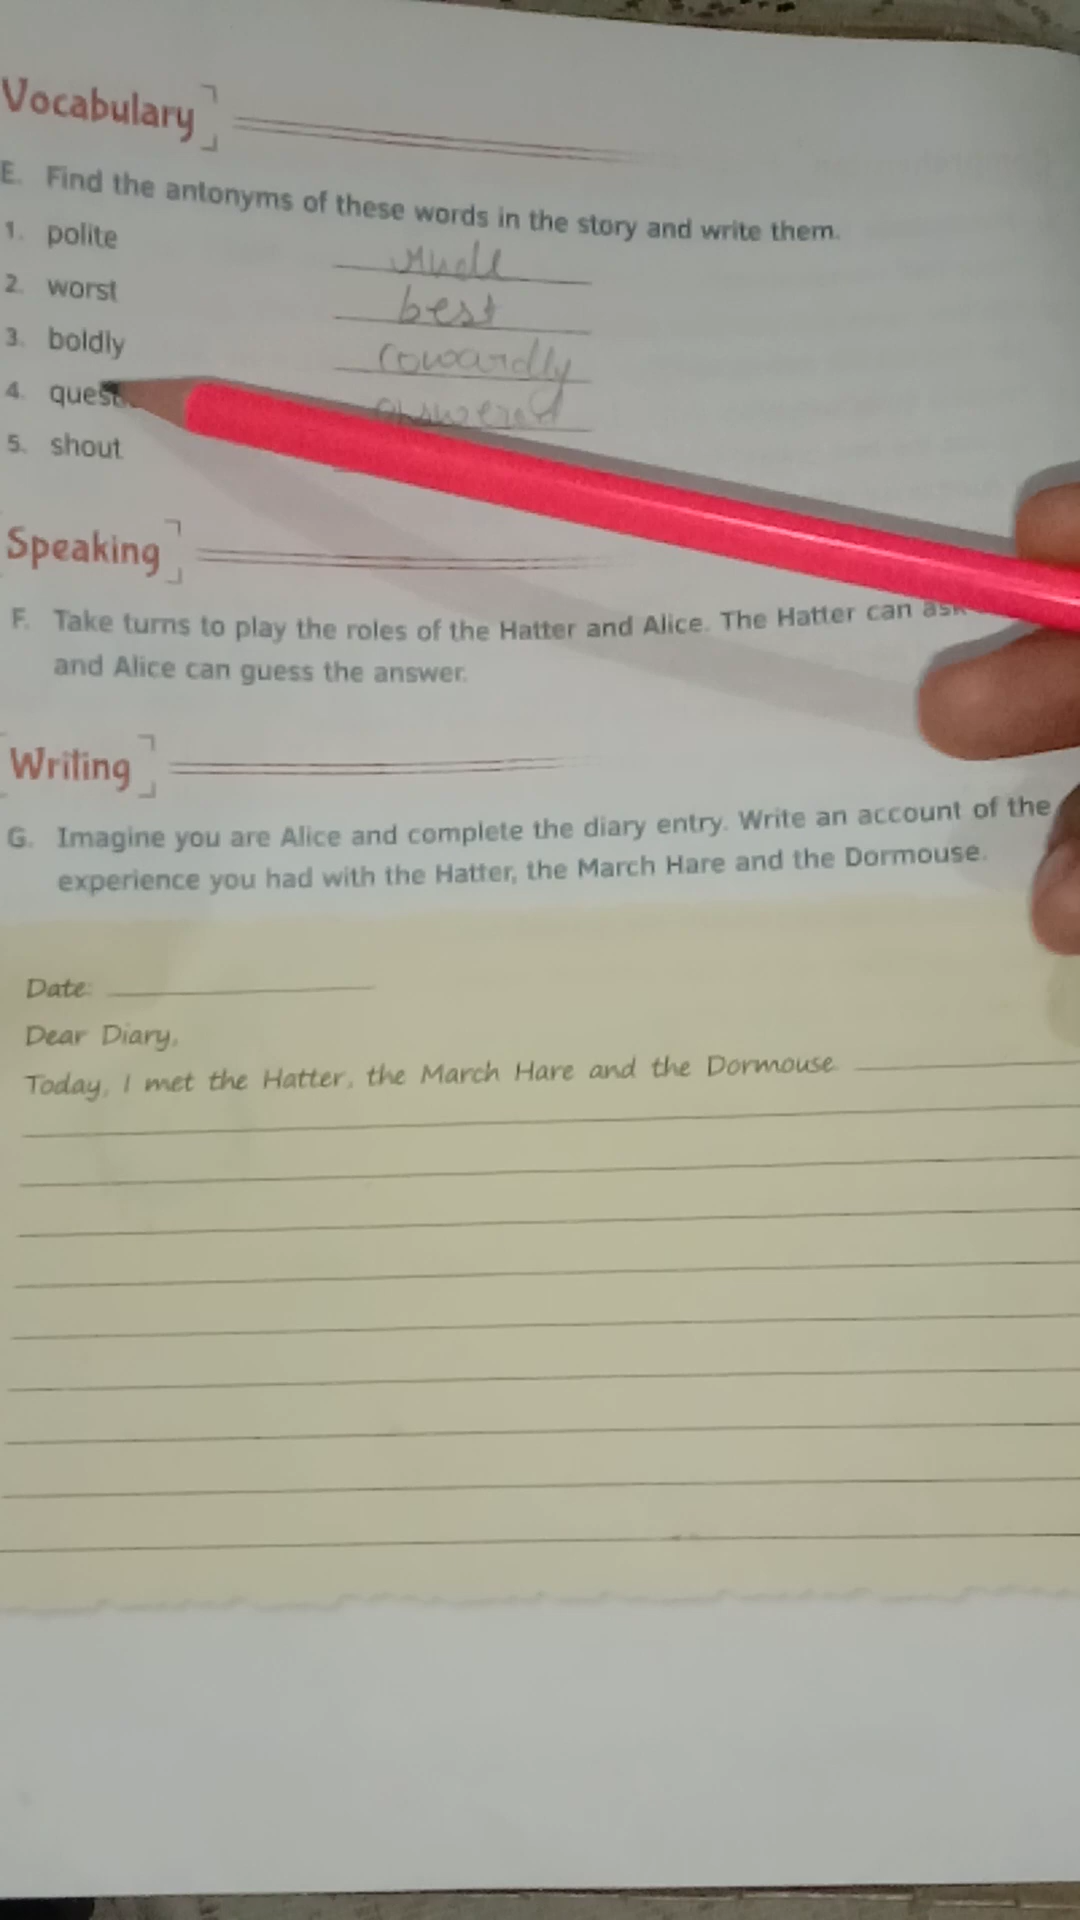 Vocabulary
E. Find the antonyms of these words in the story and write them.
1. polite rude
2. worst best
3. boldly cowardly
4. quest answered
5. shout
Speaking
F. Take turns to play the roles of the Hatter and Alice. The Hatter can ask
and Alice can guess the answer.
Writing
G. Imagine you are Alice and complete the diary entry. Write an account of the
experience you had with the Hatter, the March Hare and the Dormouse.
Date:
Dear Diary,
Today, I met the Hatter, the March Hare and the Dormouse.